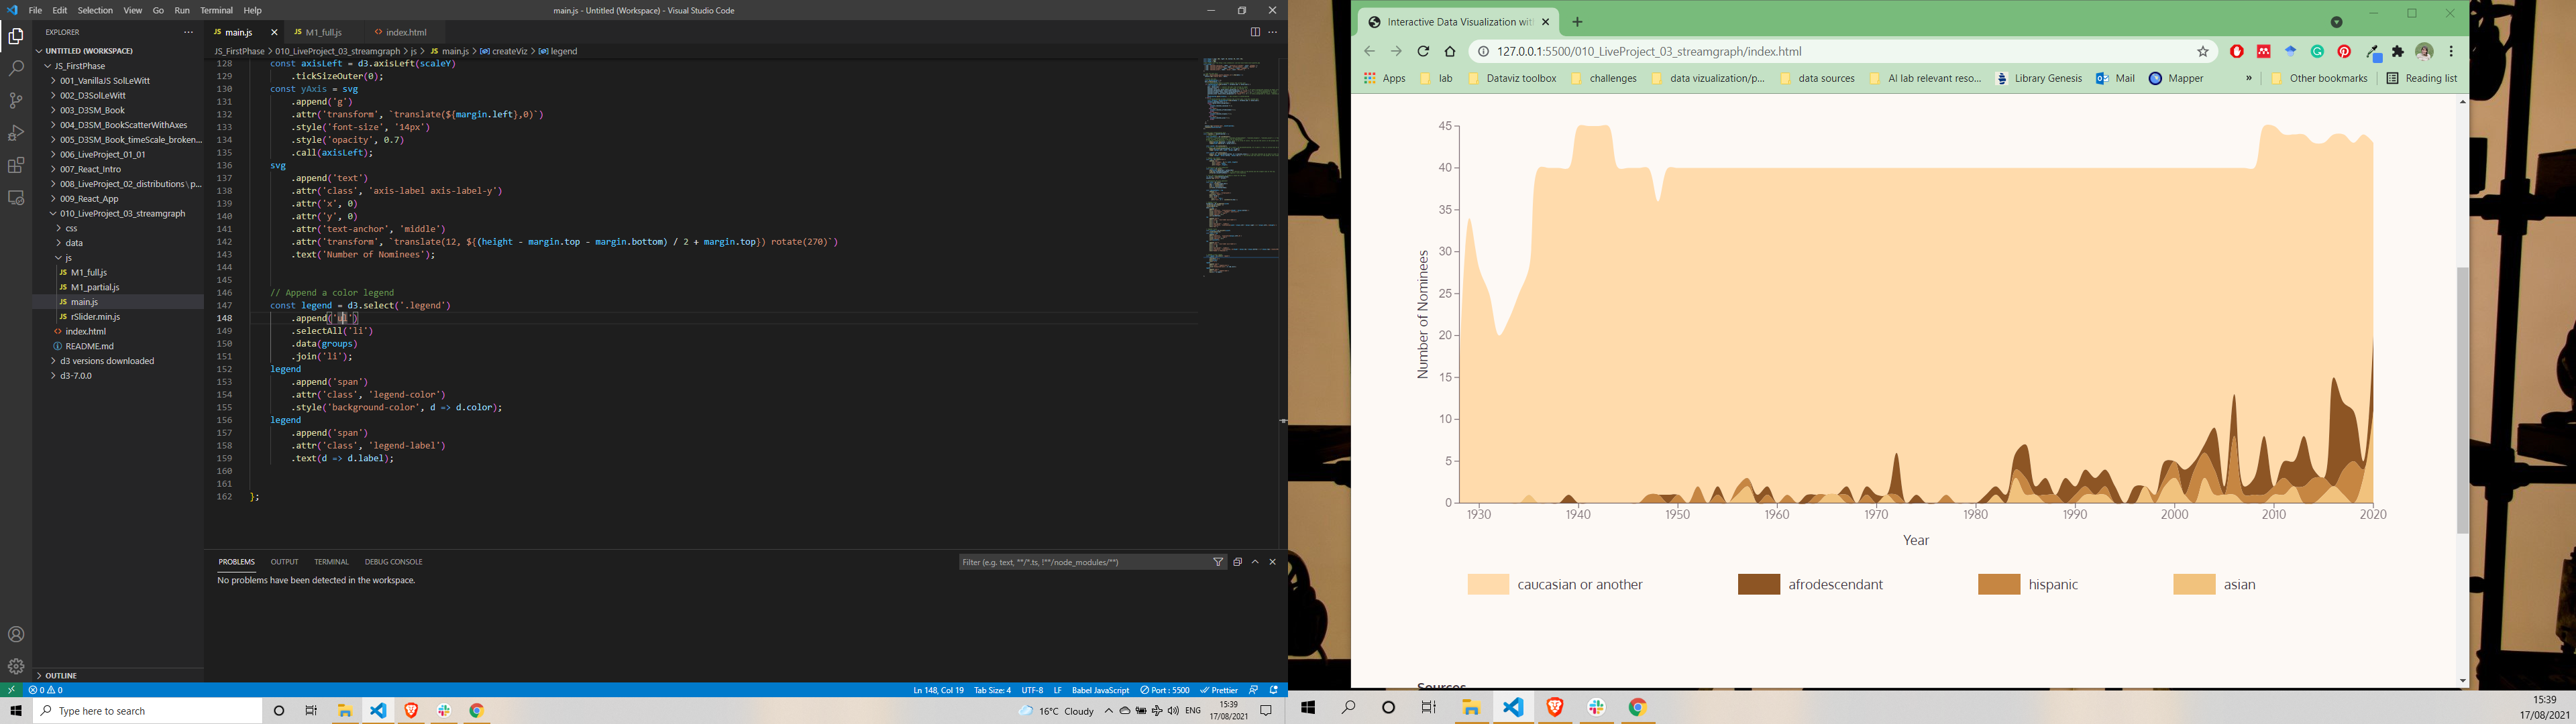 File Edit Selection View Go Run Terminal Help
main.js - Untitled (Workspace) - Visual Studio Code
EXPLORER
UNTITLED (WORKSPACE)
JS_FirstPhase
001_VanillaJS SolLeWitt
002_D3SolLeWitt
003_D3SM_Book
004_D3SM_BookScatterWithAxes
005_D3SM_Book_timeScale_broken...
006_LiveProject_01_01
007_React_Intro
008_LiveProject_02_distributions \ p...
009_React_App
010_LiveProject_03_streamgraph
css
data
js
JS M1_full.js
JS M1_partial.js
JS main.js
JS rSlider.min.js
<> index.html
README.md
d3 versions downloaded
d3-7.0.0
OUTLINE
JS main.js
JS M1_full.js
<> index.html
JS_FirstPhase > 010_LiveProject_03_streamgraph > js > JS main.js > createViz > legend
128 const axisLeft = d3.axisLeft(scaleY)
129 .tickSizeOuter(0);
130 const yAxis = svg
131 .append('g')
132 .attr('transform', `translate(${margin.left},0)`)
133 .style('font-size', '14px')
134 .style('opacity', 0.7)
135 .call(axisLeft);
136 svg
137 .append('text')
138 .attr('class', 'axis-label axis-label-y')
139 .attr('x', 0)
140 .attr('y', 0)
141 .attr('text-anchor', 'middle')
142 .attr('transform', `translate(12, ${(height - margin.top - margin.bottom) / 2 + margin.top}) rotate(270)`)
143 .text('Number of Nominees');
144
145
146 // Append a color legend
147 const legend = d3.select('.legend')
148 .append('ul')
149 .selectAll('li')
150 .data(groups)
151 .join('li');
152 legend
153 .append('span')
154 .attr('class', 'legend-color')
155 .style('background-color', d => d.color);
156 legend
157 .append('span')
158 .attr('class', 'legend-label')
159 .text(d => d.label);
160
161
162 };
PROBLEMS OUTPUT TERMINAL DEBUG CONSOLE
Filter (e.g. text, **/*.ts, !**/node_modules/**)
No problems have been detected in the workspace.
0 0
Ln 148, Col 19 Tab Size: 4 UTF-8 LF Babel JavaScript Port : 5500 Prettier
Type here to search
16°C Cloudy
ENG
15:39
17/08/2021
Interactive Data Visualization wit
127.0.0.1:5500/010_LiveProject_03_streamgraph/index.html
Apps lab Dataviz toolbox challenges data vizualization/p... data sources AI lab relevant reso... Library Genesis Mail Mapper » Other bookmarks Reading list
Number of Nominees
45
40
35
30
25
20
15
10
5
0
1930 1940 1950 1960 1970 1980 1990 2000 2010 2020
Year
caucasian or another afrodescendant hispanic asian
Sources
15:39
17/08/2021